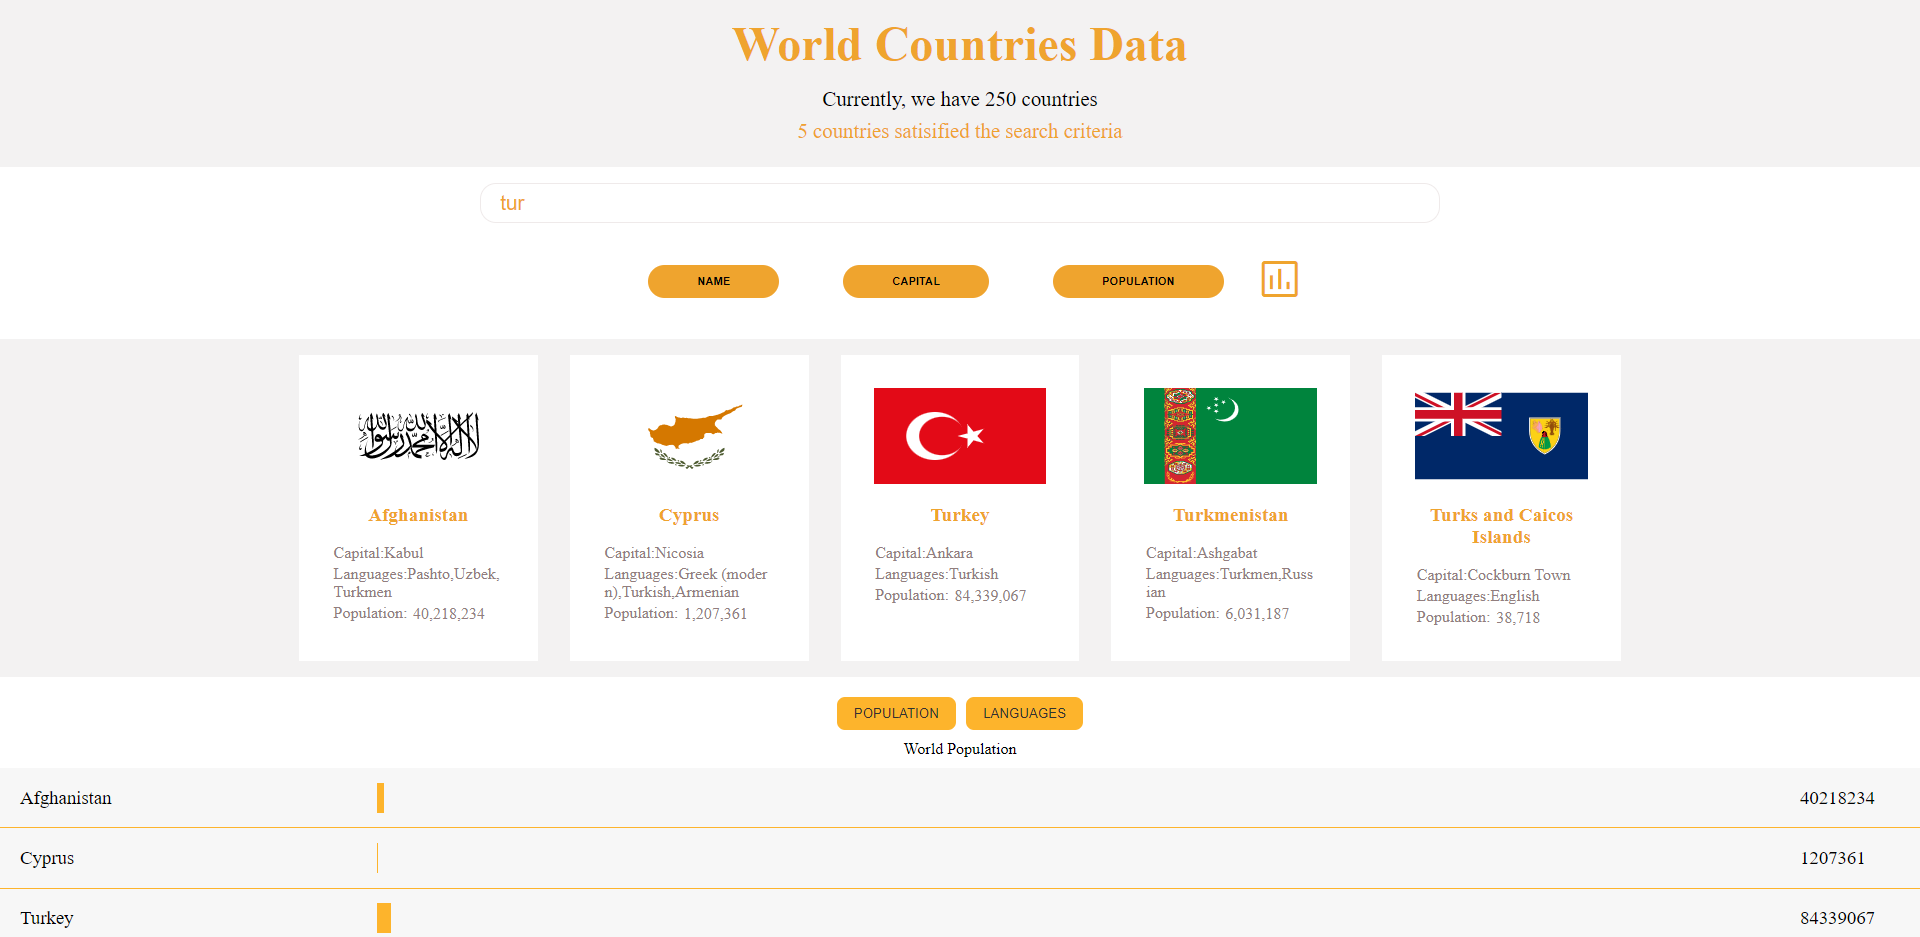 World Countries Data
Currently, we have 250 countries
5 countries satisified the search criteria
tur
NAME
CAPITAL
POPULATION
Afghanistan
Capital:Kabul
Languages:Pashto,Uzbek,
Turkmen
Population: 40,218,234
Cyprus
Capital:Nicosia
Languages:Greek (moder
n),Turkish,Armenian
Population: 1,207,361
Turkey
Capital:Ankara
Languages:Turkish
Population: 84,339,067
Turkmenistan
Capital:Ashgabat
Languages:Turkmen,Russ
ian
Population: 6,031,187
Turks and Caicos
Islands
Capital:Cockburn Town
Languages:English
Population: 38,718
POPULATION
LANGUAGES
World Population
Afghanistan 40218234
Cyprus 1207361
Turkey 84339067